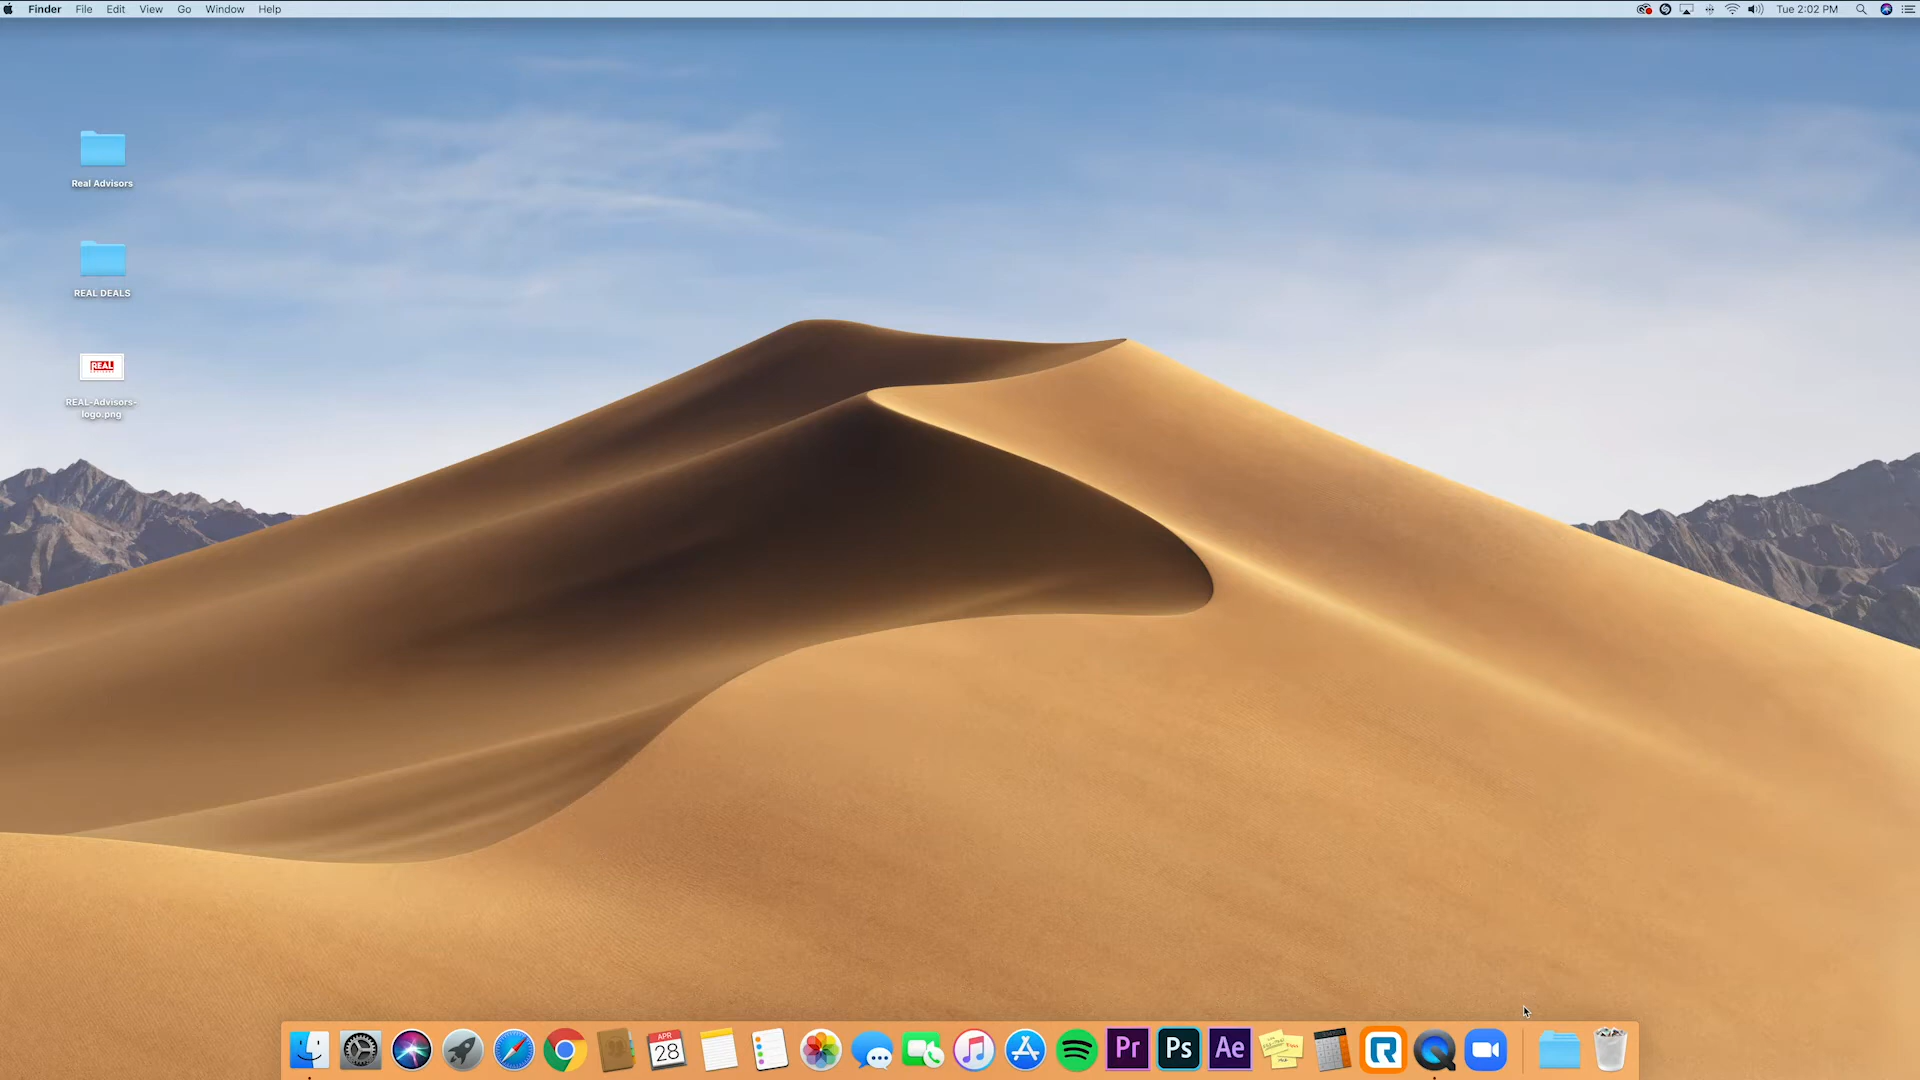 Finder File Edit View Go Window Help
Tue 2:02 PM
Real Advisors
REAL DEALS
REAL
REAL-Advisors-
logo.png
APR
28
Pr
Ps
Ae